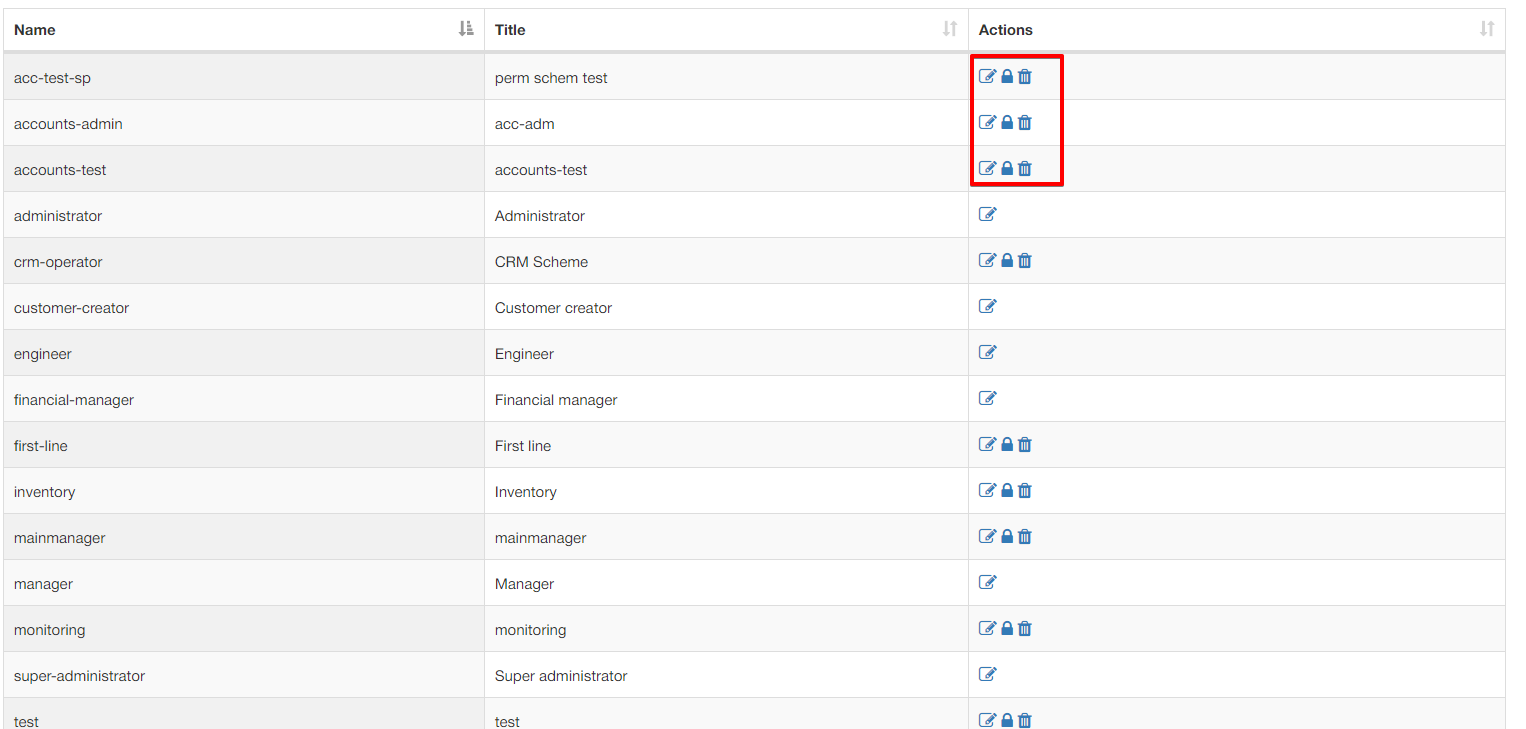 Name Title Actions
acc-test-sp perm schem test
accounts-admin acc-adm
accounts-test accounts-test
administrator Administrator
crm-operator CRM Scheme
customer-creator Customer creator
engineer Engineer
financial-manager Financial manager
first-line First line
inventory Inventory
mainmanager mainmanager
manager Manager
monitoring monitoring
super-administrator Super administrator
test test